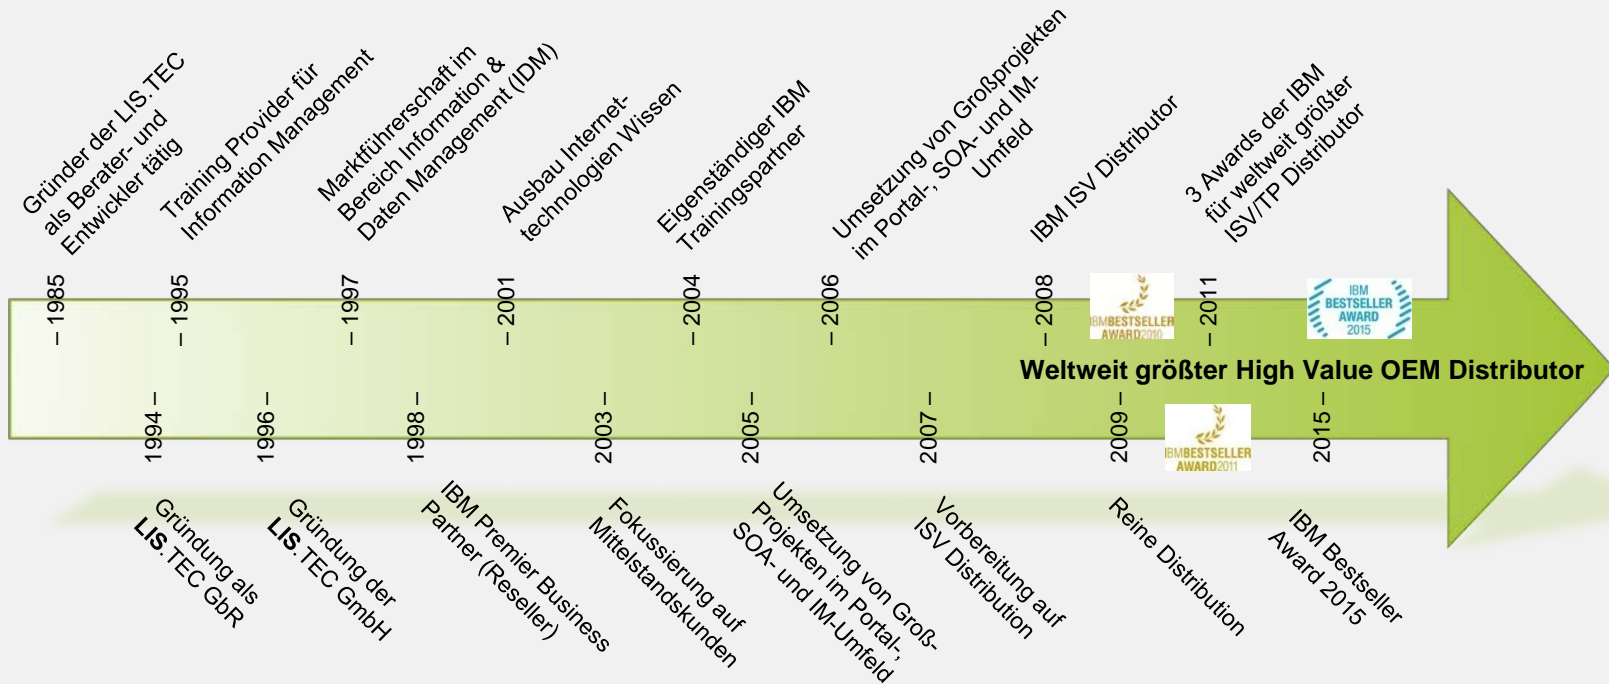 Gründer der LIS.TEC
als Berater- und
Entwickler tätig
Training Provider für
Information Management
Marktführerschaft im
Bereich Information &
Daten Management (IDM)
Ausbau Internet-
technologien Wissen
Eigenständiger IBM
Trainingspartner
Umsetzung von Großprojekten
im Portal-, SOA- und IM-
Umfeld
IBM ISV Distributor
3 Awards der IBM
für weltweit größter
ISV/TP Distributor
– 1985
– 1995
– 1997
– 2001
– 2004
– 2006
– 2008
IBMBESTSELLER
AWARD2010
– 2011
IBM
BESTSELLER
AWARD
2015
Weltweit größter High Value OEM Distributor
1994 –
1996 –
1998 –
2003 –
2005 –
2007 –
2009 –
IBMBESTSELLER
AWARD2011
2015 –
Gründung als
LIS.TEC GbR
Gründung der
LIS.TEC GmbH
IBM Premier Business
Partner (Reseller)
Fokussierung auf
Mittelstandskunden
Umsetzung von Groß-
Projekten im Portal-,
SOA- und IM-Umfeld
Vorbereitung auf
ISV Distribution
Reine Distribution
IBM Bestseller
Award 2015